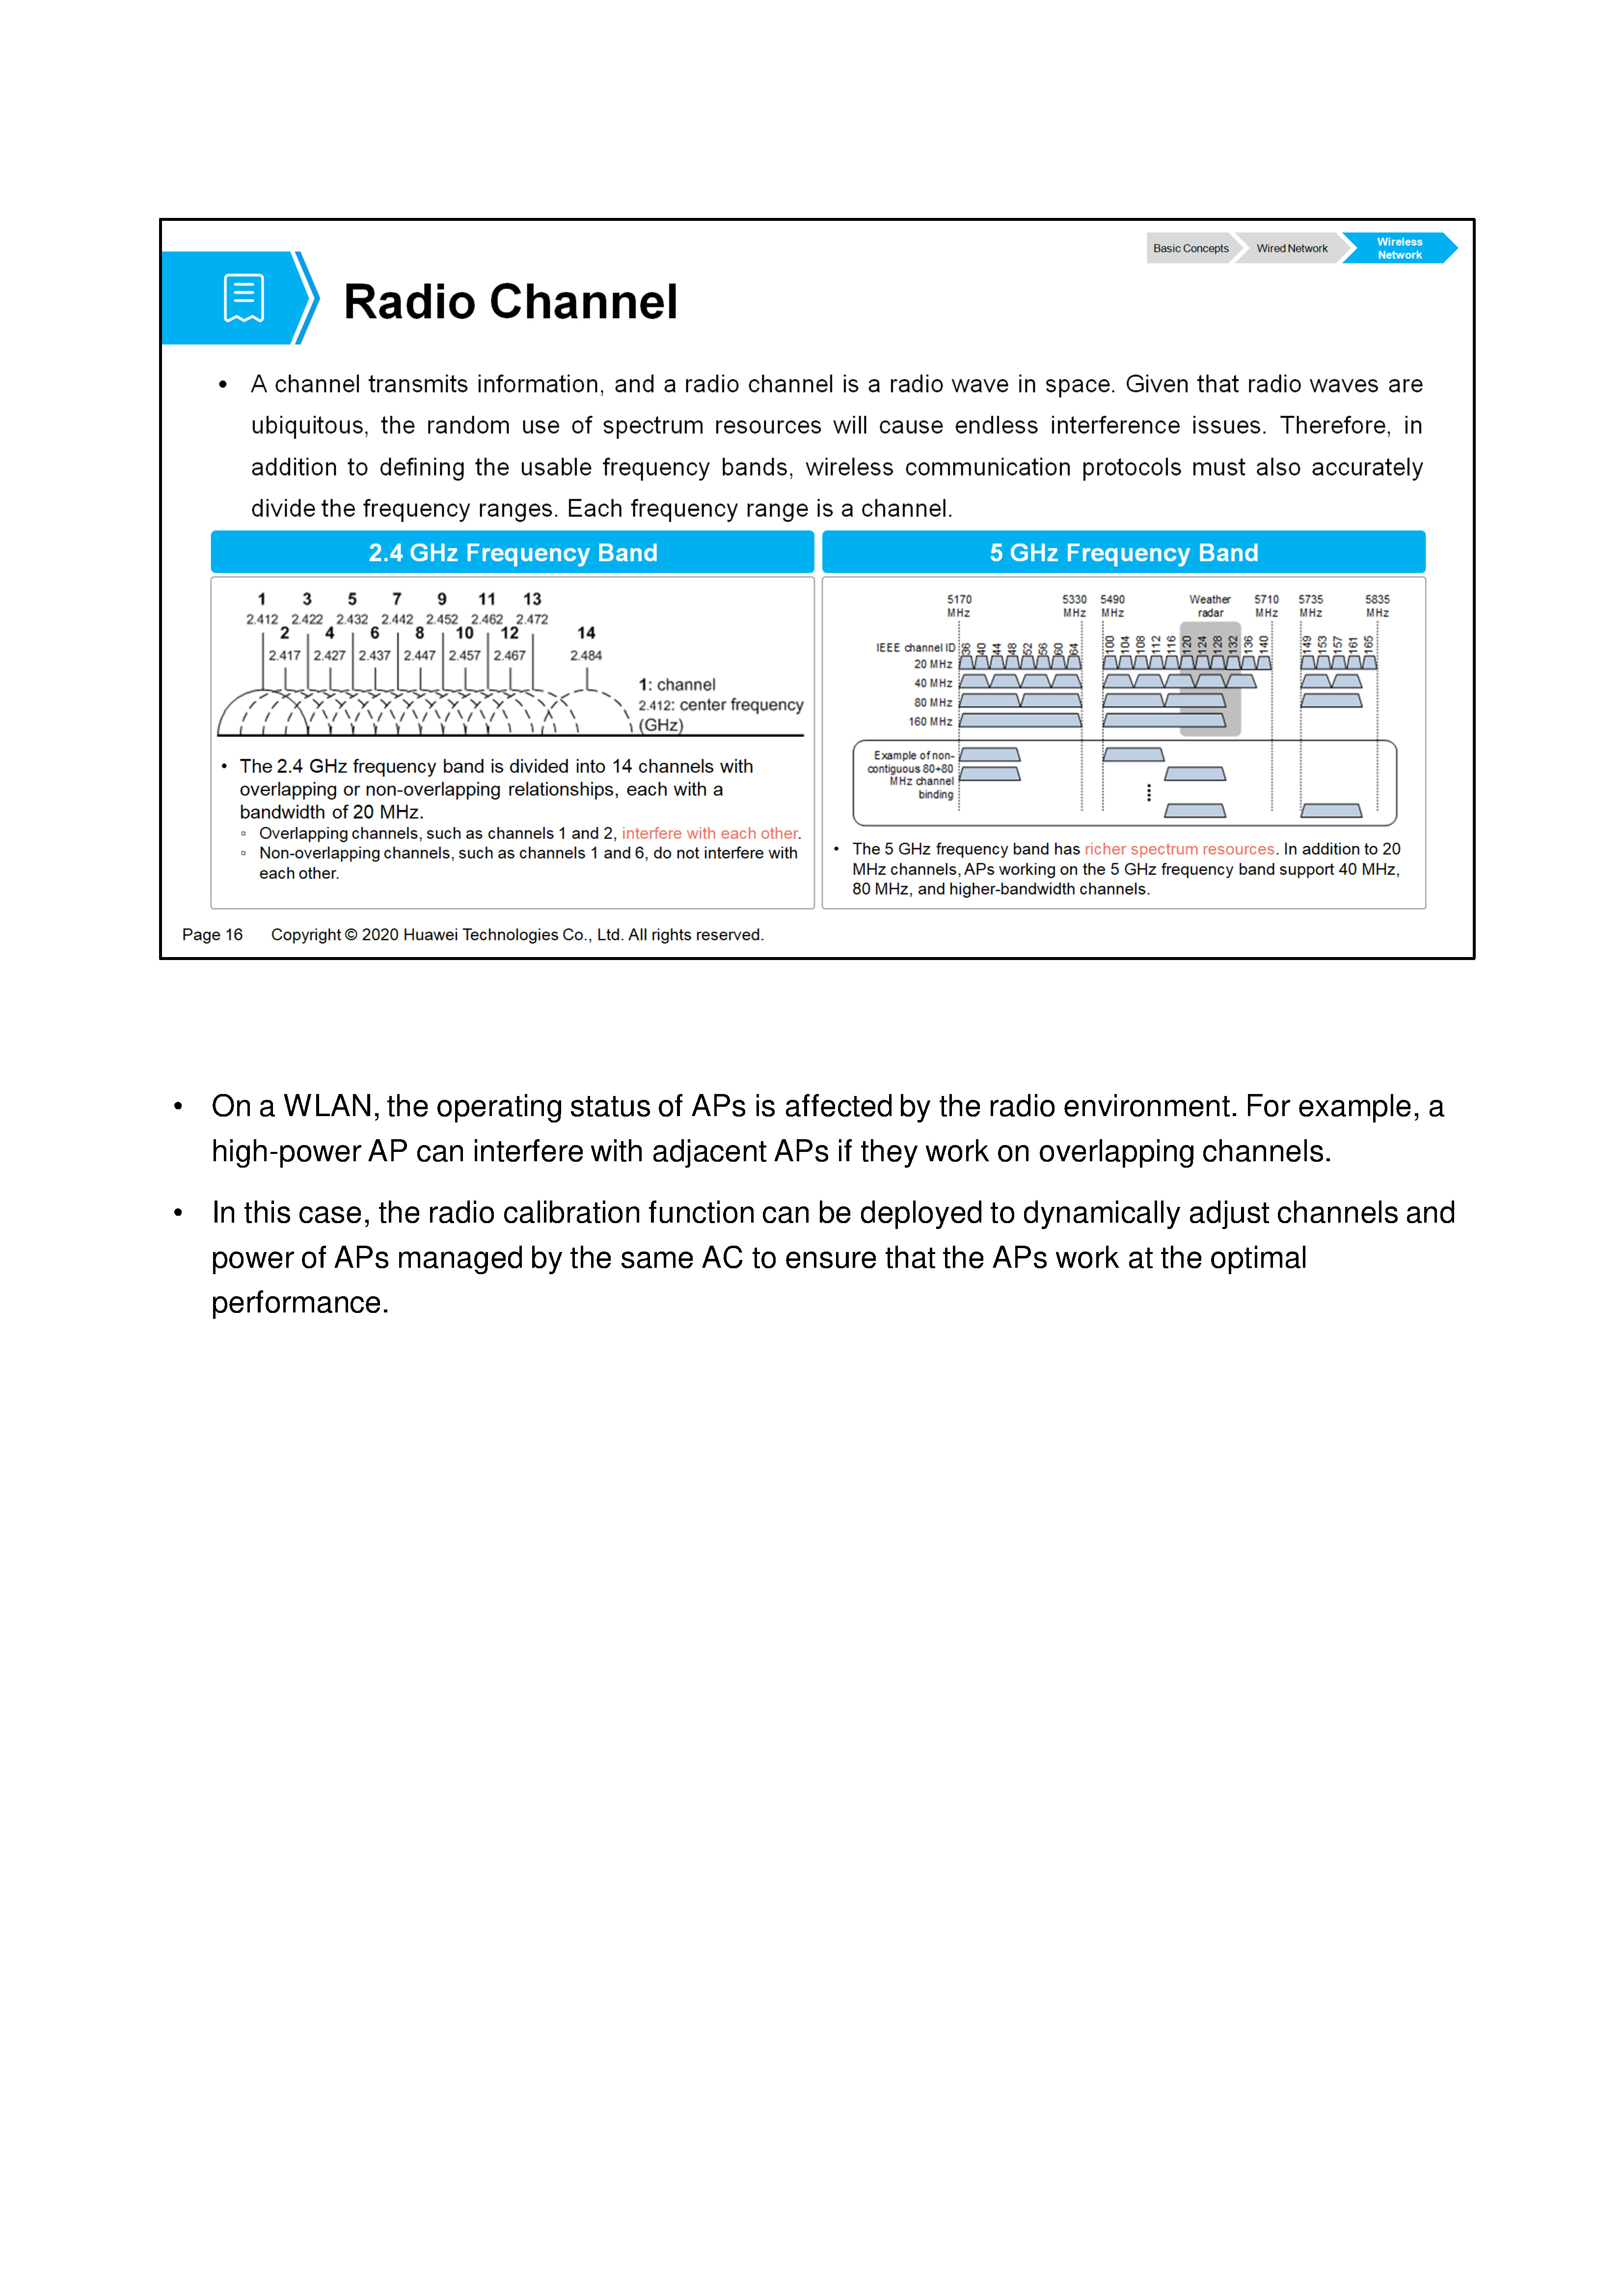 Basic Concepts Wired Network Wireless
Network
Radio Channel
• A channel transmits information, and a radio channel is a radio wave in space. Given that radio waves are
ubiquitous, the random use of spectrum resources will cause endless interference issues. Therefore, in
addition to defining the usable frequency bands, wireless communication protocols must also accurately
divide the frequency ranges. Each frequency range is a channel.
2.4 GHz Frequency Band
1 3 5 7 9 11 13
2.412 2.422 2.432 2.442 2.452 2.462 2.472
2 4 6 8 10 12 14
2.417 2.427 2.437 2.447 2.457 2.467 2.484
1: channel
2.412: center frequency
(GHz)
• The 2.4 GHz frequency band is divided into 14 channels with
overlapping or non-overlapping relationships, each with a
bandwidth of 20 MHz.
▫ Overlapping channels, such as channels 1 and 2, interfere with each other.
▫ Non-overlapping channels, such as channels 1 and 6, do not interfere with
each other.
5 GHz Frequency Band
5170 5330 5490 Weather 5710 5735 5835
MHz MHz MHz radar MHz MHz MHz
IEEE channel ID 36 40 44 48 52 56 60 64 100 104 108 112 116 120 124 128 132 136 140 149 153 157 161 165
20 MHz
40 MHz
80 MHz
160 MHz
Example of non-
contiguous 80+80
MHz channel
binding
• The 5 GHz frequency band has richer spectrum resources. In addition to 20
MHz channels, APs working on the 5 GHz frequency band support 40 MHz,
80 MHz, and higher-bandwidth channels.
Page 16 Copyright © 2020 Huawei Technologies Co., Ltd. All rights reserved.
• On a WLAN, the operating status of APs is affected by the radio environment. For example, a
high-power AP can interfere with adjacent APs if they work on overlapping channels.
• In this case, the radio calibration function can be deployed to dynamically adjust channels and
power of APs managed by the same AC to ensure that the APs work at the optimal
performance.